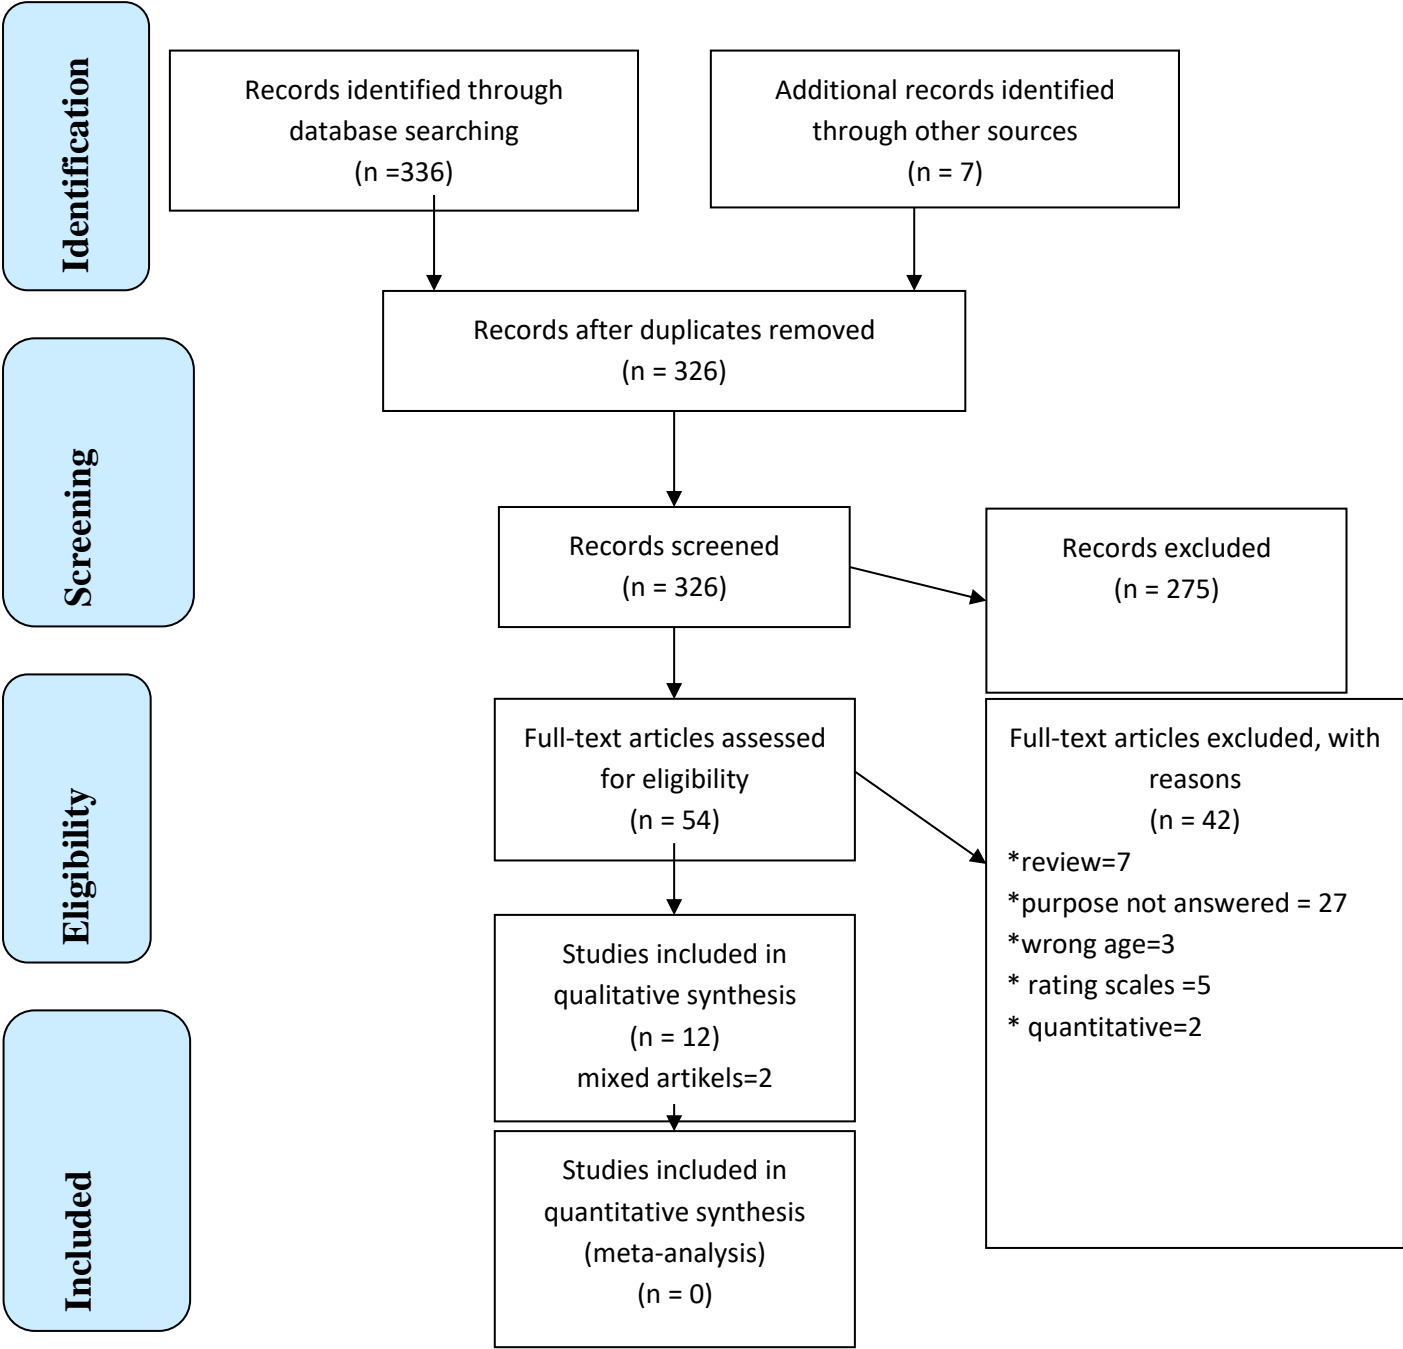 Identification
Records identified through
database searching
(n =336)
Additional records identified
through other sources
(n = 7)
Records after duplicates removed
(n = 326)
Screening
Records screened
(n = 326)
Records excluded
(n = 275)
Eligibility
Full-text articles assessed
for eligibility
(n = 54)
Full-text articles excluded, with
reasons
(n = 42)
*review=7
*purpose not answered = 27
*wrong age=3
* rating scales =5
* quantitative=2
Studies included in
qualitative synthesis
(n = 12)
mixed artikels=2
Included
Studies included in
quantitative synthesis
(meta-analysis)
(n = 0)